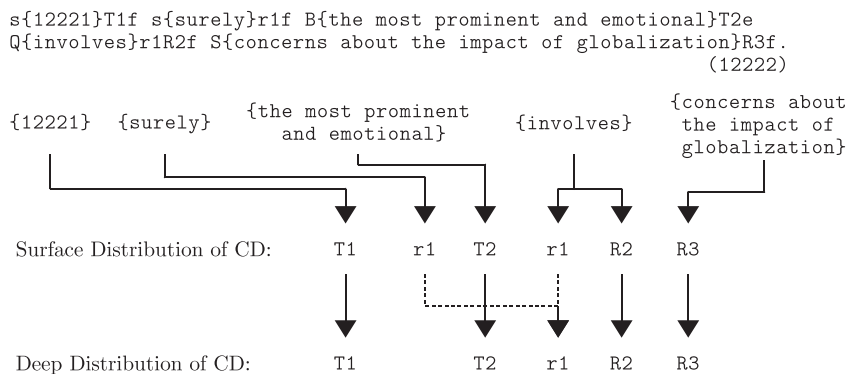 s{12221}T1f s{surely}r1f B{the most prominent and emotional}T2e
Q{involves}r1R2f S{concerns about the impact of globalization}R3f.
(12222)
{12221} {surely} {the most prominent and emotional} {involves} {concerns about the impact of globalization}
Surface Distribution of CD: T1 r1 T2 r1 R2 R3
Deep Distribution of CD: T1 T2 r1 R2 R3